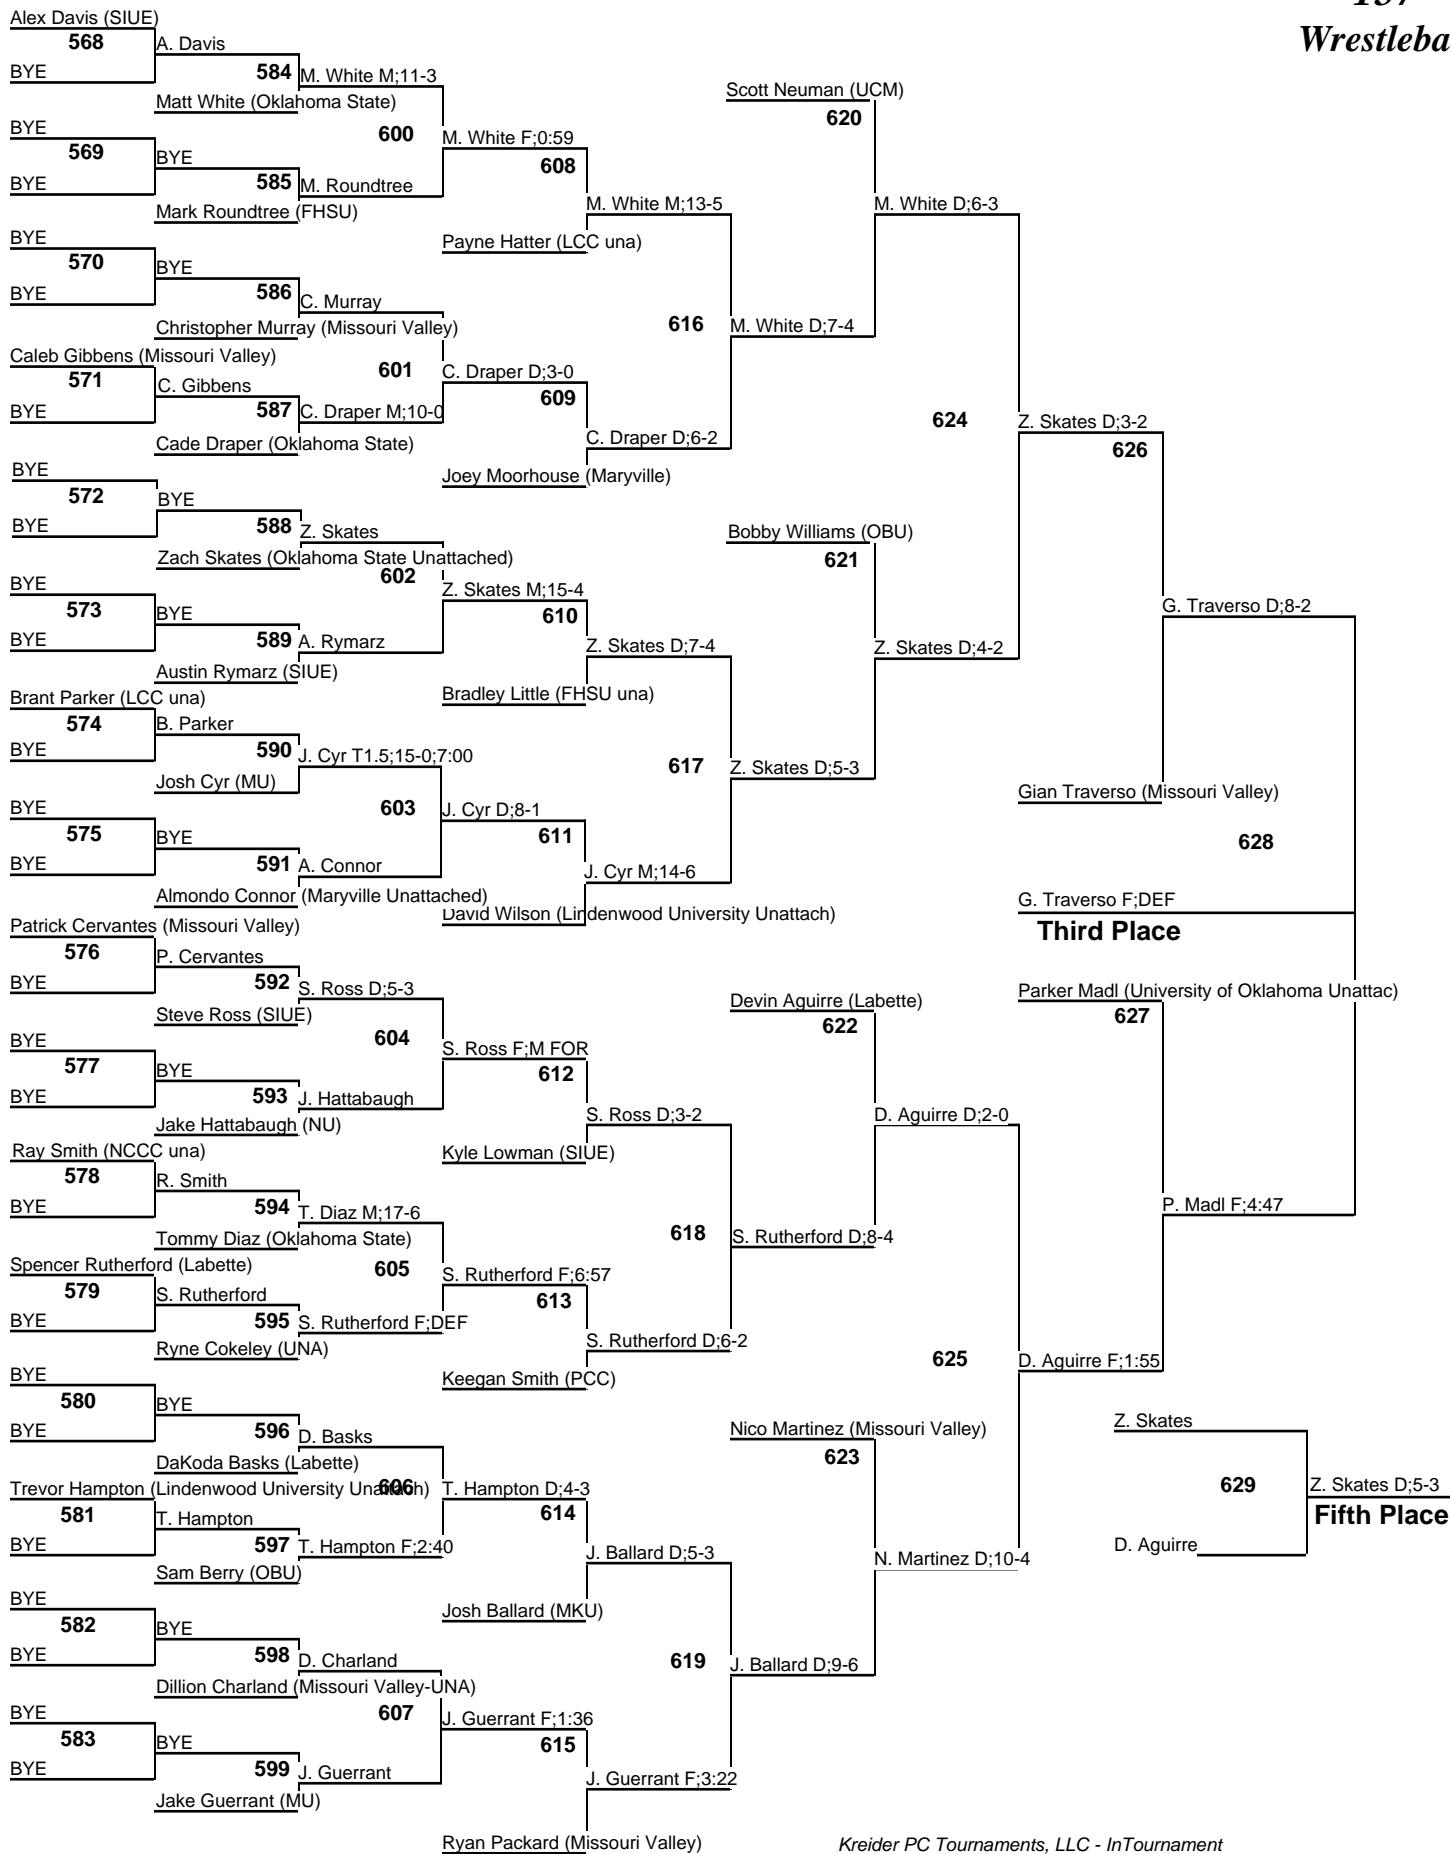 Wrestleba
Alex Davis (SIUE)
568
BYE
A. Davis
584
Matt White (Oklahoma State)
M. White M;11-3
600
BYE
569
BYE
BYE
585
Mark Roundtree (FHSU)
M. Roundtree
M. White F;0:59
608
Payne Hatter (LCC una)
M. White M;13-5
BYE
570
BYE
BYE
586
Christopher Murray (Missouri Valley)
C. Murray
601
Caleb Gibbens (Missouri Valley)
571
BYE
C. Gibbens
587
Cade Draper (Oklahoma State)
C. Draper M;10-0
C. Draper D;3-0
609
Joey Moorhouse (Maryville)
C. Draper D;6-2
616
M. White D;7-4
Scott Neuman (UCM)
620
M. White D;6-3
BYE
572
BYE
BYE
588
Zach Skates (Oklahoma State Unattached)
Z. Skates
602
BYE
573
BYE
BYE
589
Austin Rymarz (SIUE)
A. Rymarz
Z. Skates M;15-4
610
Bradley Little (FHSU una)
Z. Skates D;7-4
Brant Parker (LCC una)
574
BYE
B. Parker
590
Josh Cyr (MU)
J. Cyr T1.5;15-0;7:00
603
BYE
575
BYE
BYE
591
Almondo Connor (Maryville Unattached)
A. Connor
J. Cyr D;8-1
611
David Wilson (Lindenwood University Unattach)
J. Cyr M;14-6
617
Z. Skates D;5-3
Bobby Williams (OBU)
621
Z. Skates D;4-2
624
Z. Skates D;3-2
626
Gian Traverso (Missouri Valley)
G. Traverso D;8-2
628
G. Traverso F;DEF
Third Place
Patrick Cervantes (Missouri Valley)
576
BYE
P. Cervantes
592
Steve Ross (SIUE)
S. Ross D;5-3
604
BYE
577
BYE
BYE
593
Jake Hattabaugh (NU)
J. Hattabaugh
S. Ross F;M FOR
612
Kyle Lowman (SIUE)
S. Ross D;3-2
Ray Smith (NCCC una)
578
BYE
R. Smith
594
Tommy Diaz (Oklahoma State)
T. Diaz M;17-6
605
Spencer Rutherford (Labette)
579
BYE
S. Rutherford
595
Ryne Cokeley (UNA)
S. Rutherford F;DEF
S. Rutherford F;6:57
613
Keegan Smith (PCC)
S. Rutherford D;6-2
618
S. Rutherford D;8-4
Devin Aguirre (Labette)
622
D. Aguirre D;2-0
BYE
580
BYE
BYE
596
DaKoda Basks (Labette)
D. Basks
606
Trevor Hampton (Lindenwood University Unattach)
581
BYE
T. Hampton
597
Sam Berry (OBU)
T. Hampton F;2:40
T. Hampton D;4-3
614
Josh Ballard (MKU)
J. Ballard D;5-3
BYE
582
BYE
BYE
598
Dillion Charland (Missouri Valley-UNA)
D. Charland
607
BYE
583
BYE
BYE
599
Jake Guerrant (MU)
J. Guerrant
J. Guerrant F;1:36
615
Ryan Packard (Missouri Valley)
J. Guerrant F;3:22
619
J. Ballard D;9-6
Nico Martinez (Missouri Valley)
623
N. Martinez D;10-4
625
D. Aguirre F;1:55
Parker Madl (University of Oklahoma Unattac)
627
P. Madl F;4:47
Z. Skates
629
D. Aguirre
Z. Skates D;5-3
Fifth Place
Kreider PC Tournaments, LLC - InTournament